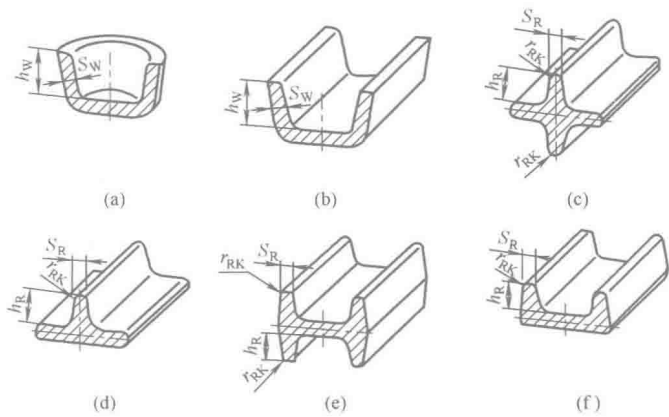 h_W
S_W
(a)
h_W
S_W
(b)
S_R
r_RK
h_R
r_RK
(c)
S_R
r_RK
h_R
(d)
r_RK
S_R
h_R
r_RK
(e)
S_R
r_RK
h_R
(f)